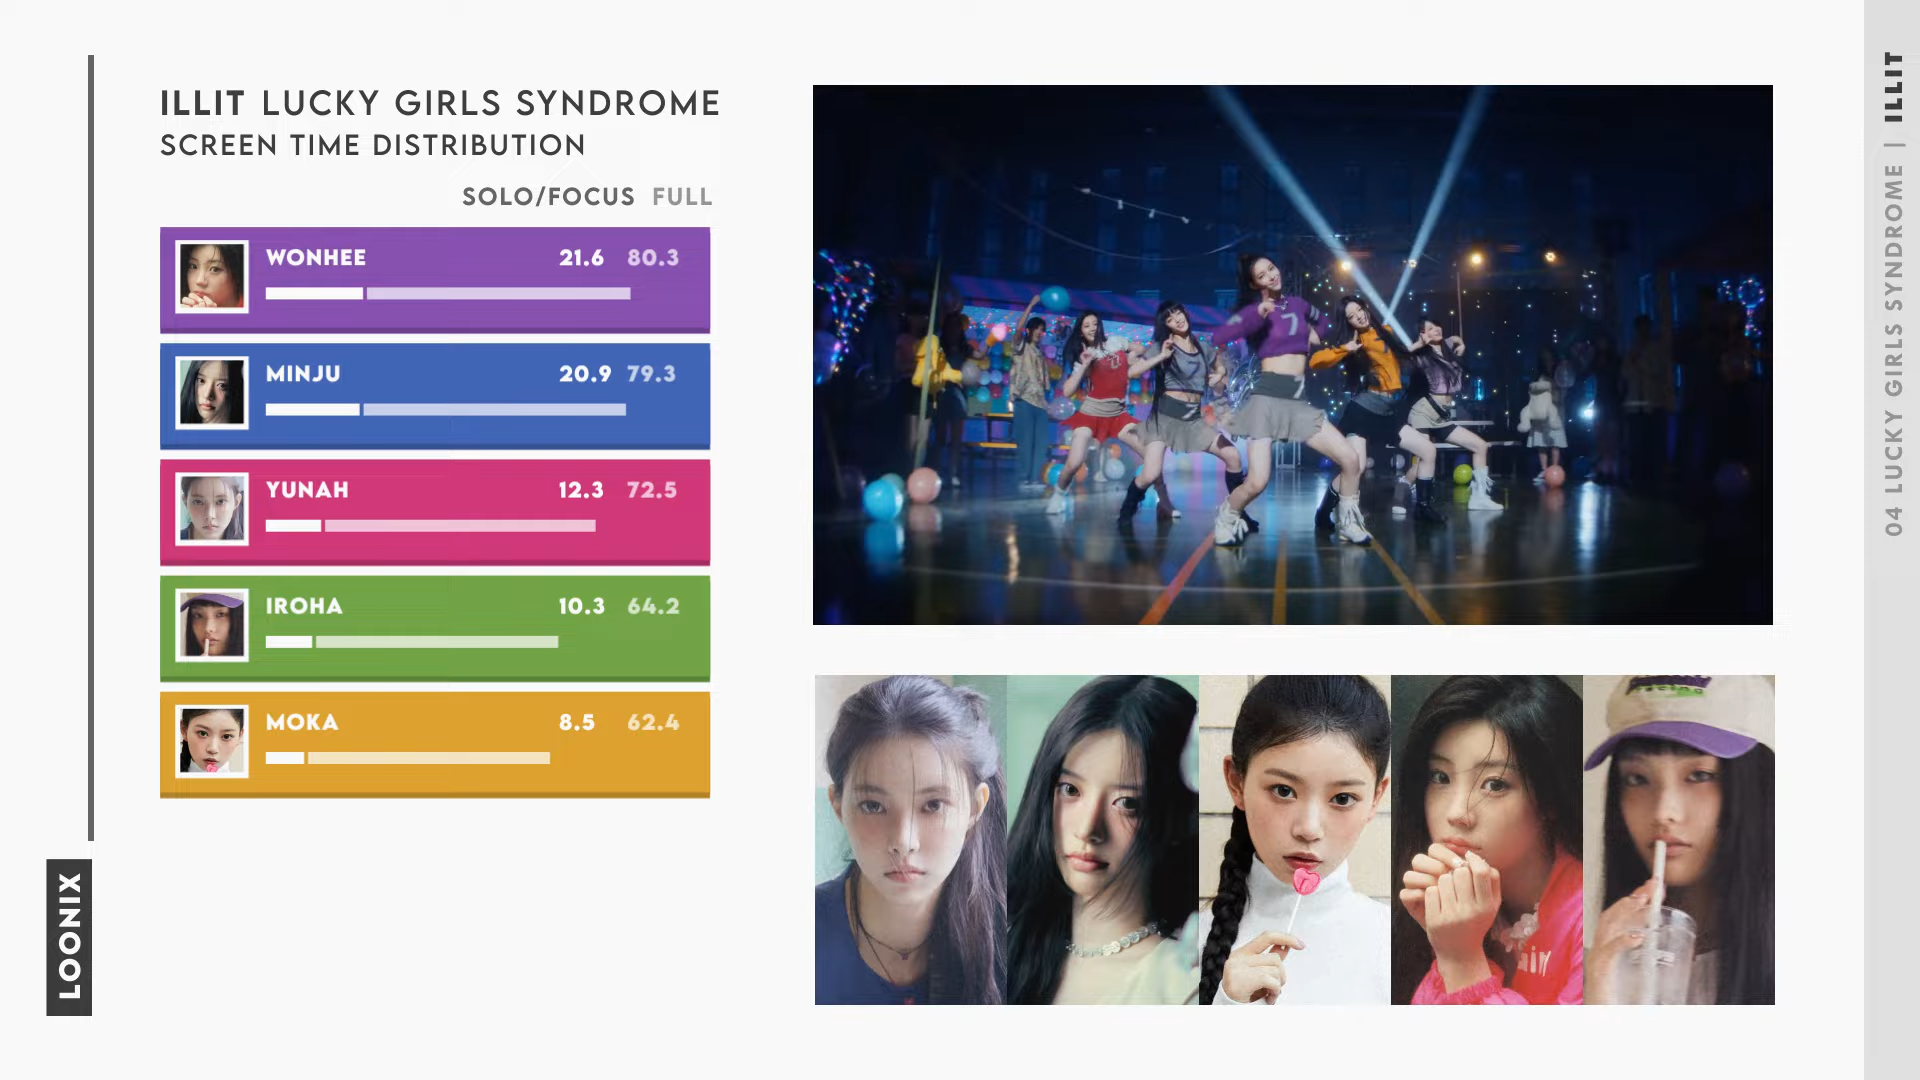 ILLIT LUCKY GIRLS SYNDROME
SCREEN TIME DISTRIBUTION
SOLO/FOCUS FULL
WONHEE 21.6 80.3
MINJU 20.9 79.3
YUNAH 12.3 72.5
IROHA 10.3 64.2
MOKA 8.5 62.4
LOONIX
7
7
04 LUCKY GIRLS SYNDROME | ILLIT